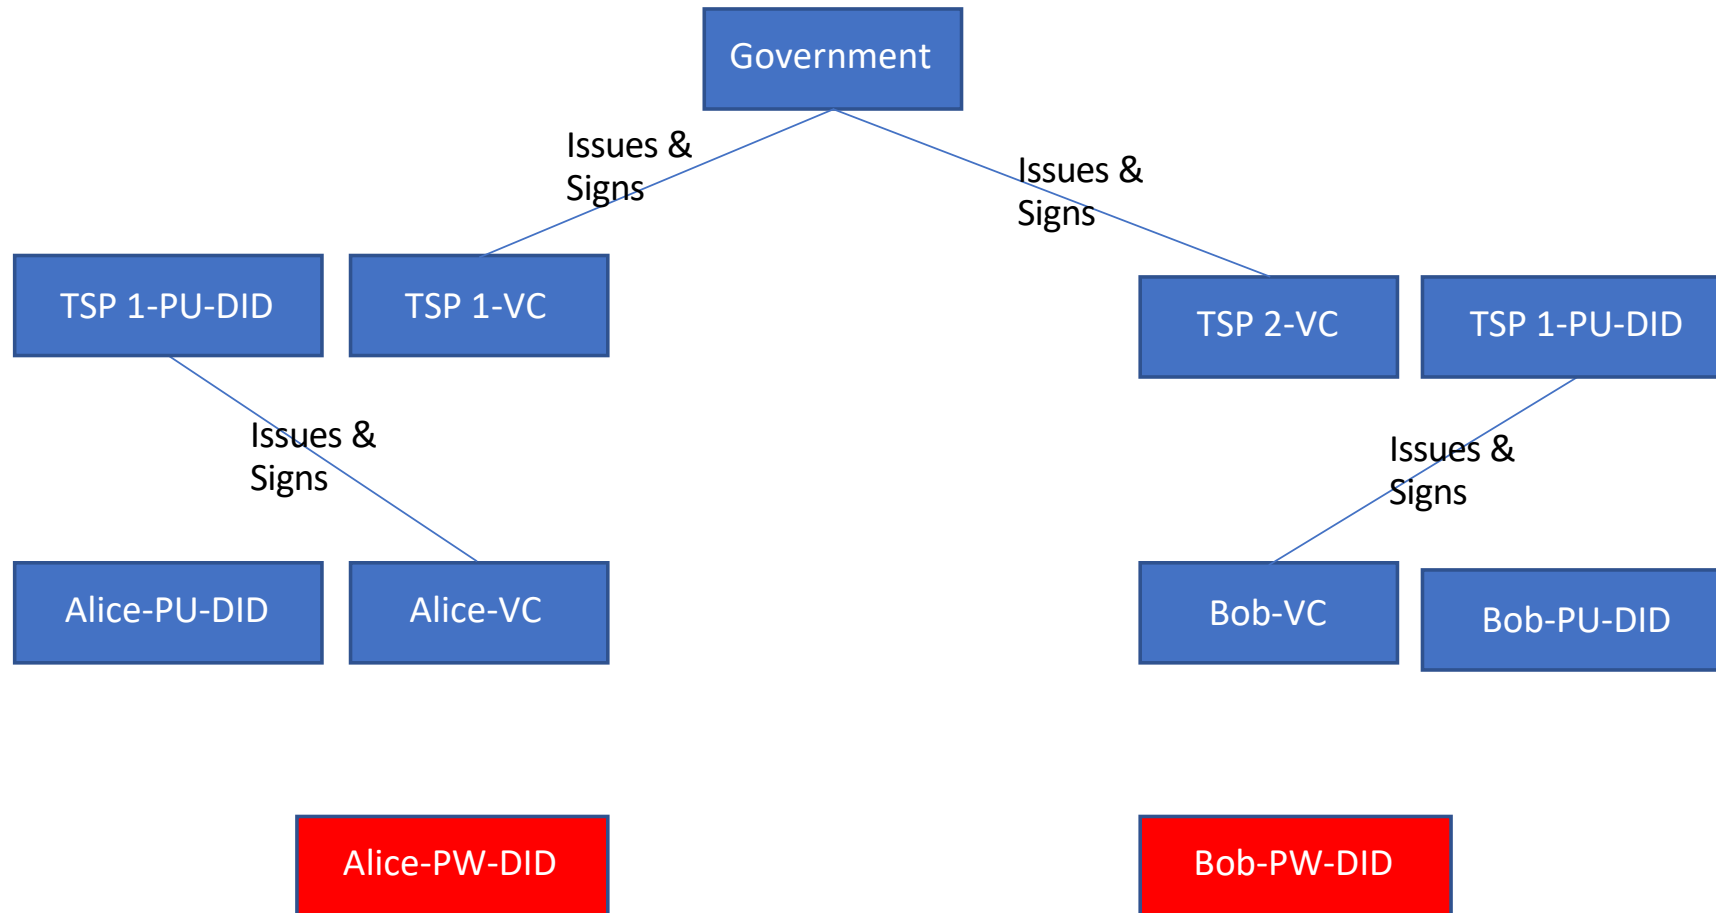 Government
Issues &
Signs
Issues &
Signs
TSP 1-PU-DID
TSP 1-VC
TSP 2-VC
TSP 1-PU-DID
Issues &
Signs
Issues &
Signs
Alice-PU-DID
Alice-VC
Bob-VC
Bob-PU-DID
Alice-PW-DID
Bob-PW-DID